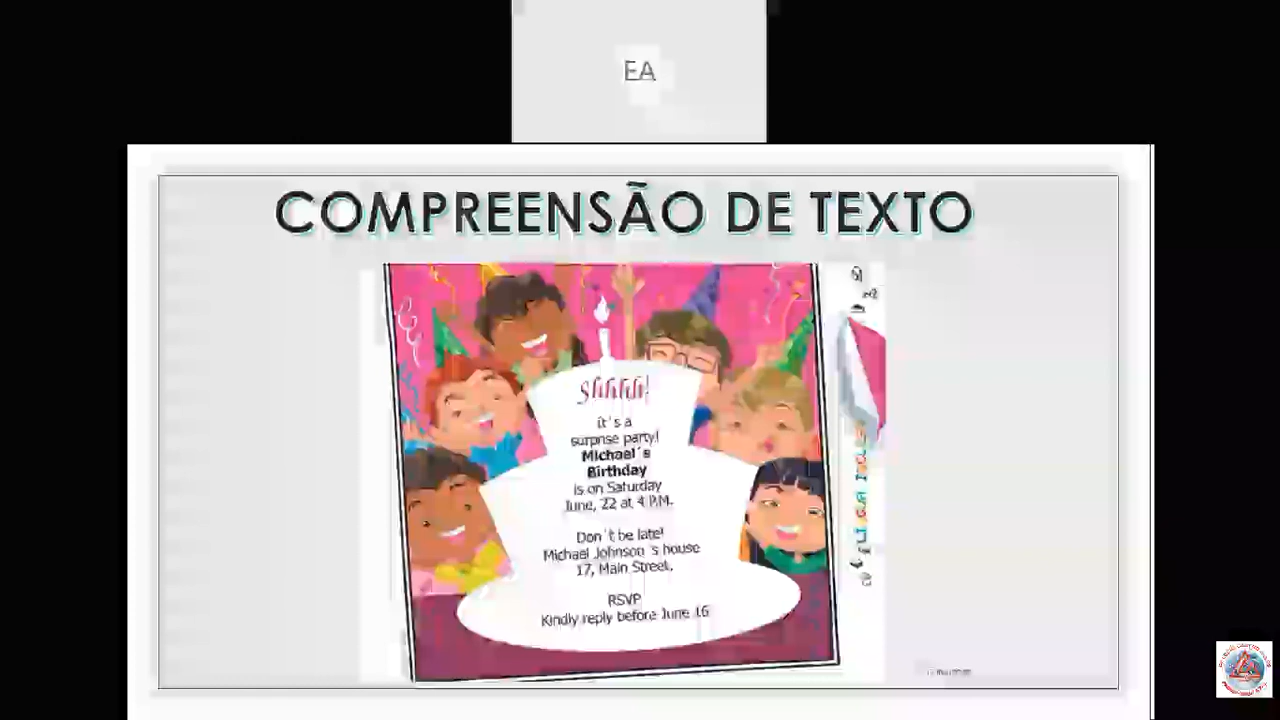 EA
COMPREENSÃO DE TEXTO
Shhhh!
it´s a
surprise party!
Michael´s
Birthday
is on Saturday
June, 22 at 4 P.M.
Don´t be late!
Michael Johnson´s house
17, Main Street.
RSVP
Kindly reply before June 16